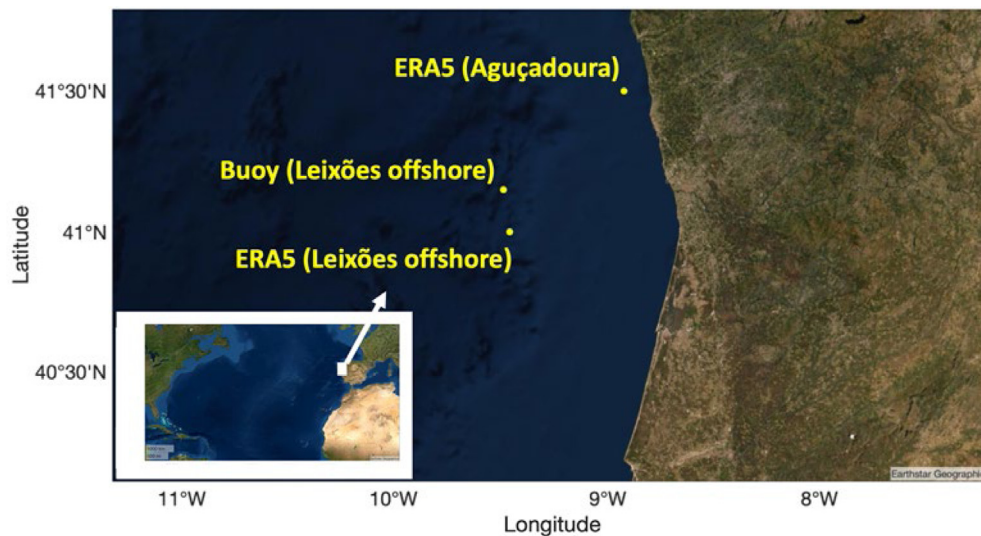 ERA5 (Aguçadoura)
41°30'N
Buoy (Leixões offshore)
41°N
ERA5 (Leixões offshore)
Latitude
40°30'N
Earthstar Geographic
11°W 10°W 9°W 8°W
Longitude